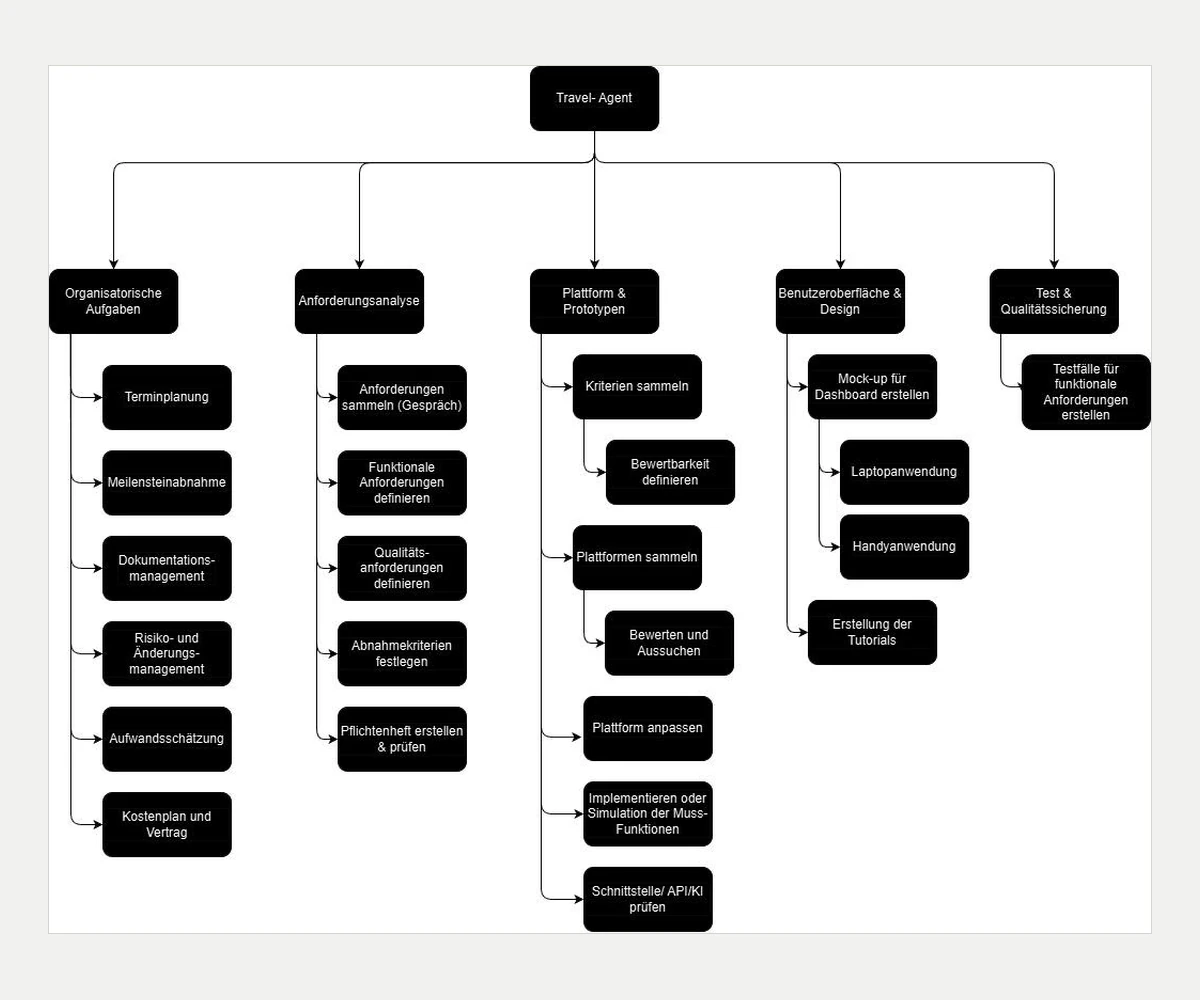 Travel- Agent
Organisatorische
Aufgaben
Terminplanung
Meilensteinabnahme
Dokumentations-
management
Risiko- und
Änderungs-
management
Aufwandsschätzung
Kostenplan und
Vertrag
Anforderungsanalyse
Anforderungen
sammeln (Gespräch)
Funktionale
Anforderungen
definieren
Qualitäts-
anforderungen
definieren
Abnahmekriterien
festlegen
Pflichtenheft erstellen
& prüfen
Plattform &
Prototypen
Kriterien sammeln
Bewertbarkeit
definieren
Plattformen sammeln
Bewerten und
Aussuchen
Plattform anpassen
Implementieren oder
Simulation der Muss-
Funktionen
Schnittstelle/ API/KI
prüfen
Benutzeroberfläche &
Design
Mock-up für
Dashboard erstellen
Laptopanwendung
Handyanwendung
Erstellung der
Tutorials
Test &
Qualitätssicherung
Testfälle für
funktionale
Anforderungen
erstellen